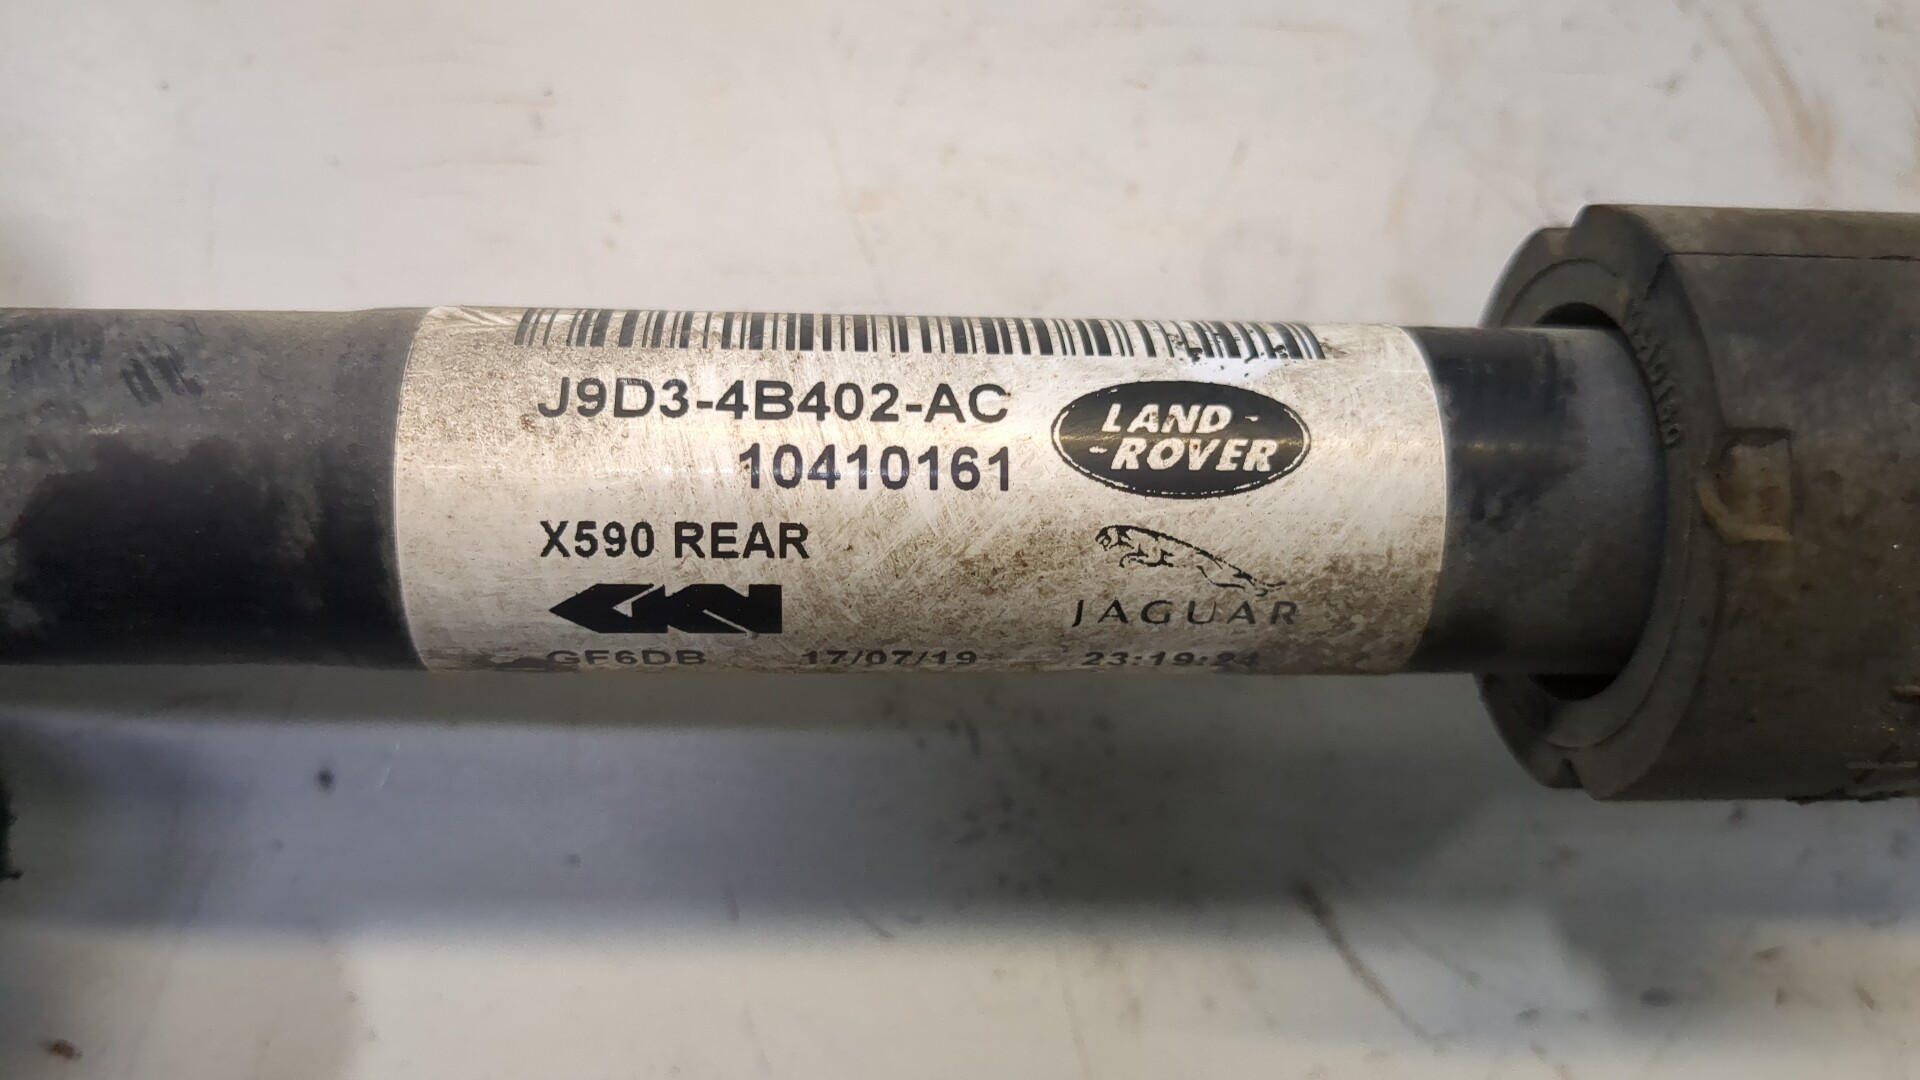 J9D3-4B402-AC
LAND ROVER
10410161
X590 REAR
GKN
JAGUAR
GF6DB 17/07/19 23:19:24